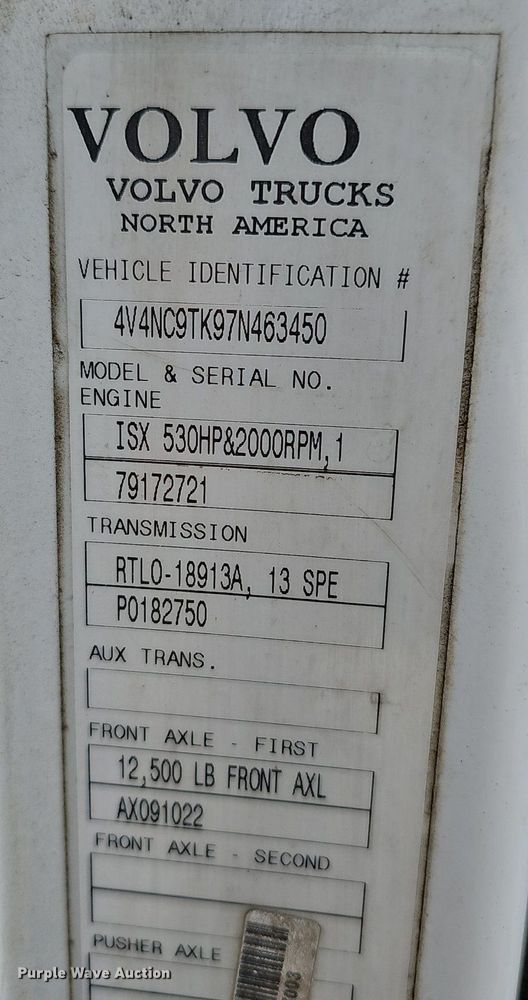 VOLVO
VOLVO TRUCKS
NORTH AMERICA
VEHICLE IDENTIFICATION #
4V4NC9TK97N463450
MODEL & SERIAL NO.
ENGINE
ISX 530HP&2000RPM,1
79172721
TRANSMISSION
RTLO-18913A, 13 SPE
P0182750
AUX TRANS.
FRONT AXLE - FIRST
12,500 LB FRONT AXL
AX091022
FRONT AXLE - SECOND
PUSHER AXLE
Purple Wave Auction